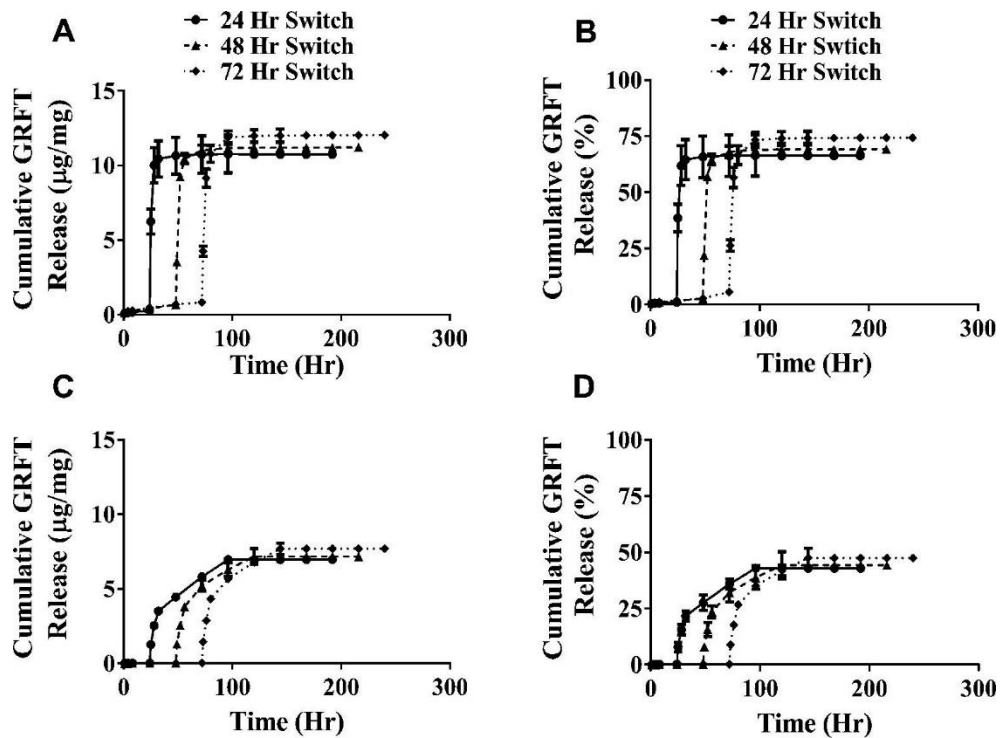 A
24 Hr Switch
48 Hr Switch
72 Hr Switch
Cumulative GRFT
Release (µg/mg)
15
10
5
0
0
100
200
300
Time (Hr)
B
24 Hr Switch
48 Hr Swtich
72 Hr Switch
Cumulative GRFT
Release (%)
100
75
50
25
0
0
100
200
300
Time (Hr)
C
Cumulative GRFT
Release (µg/mg)
15
10
5
0
0
100
200
300
Time (Hr)
D
Cumulative GRFT
Release (%)
100
75
50
25
0
0
100
200
300
Time (Hr)